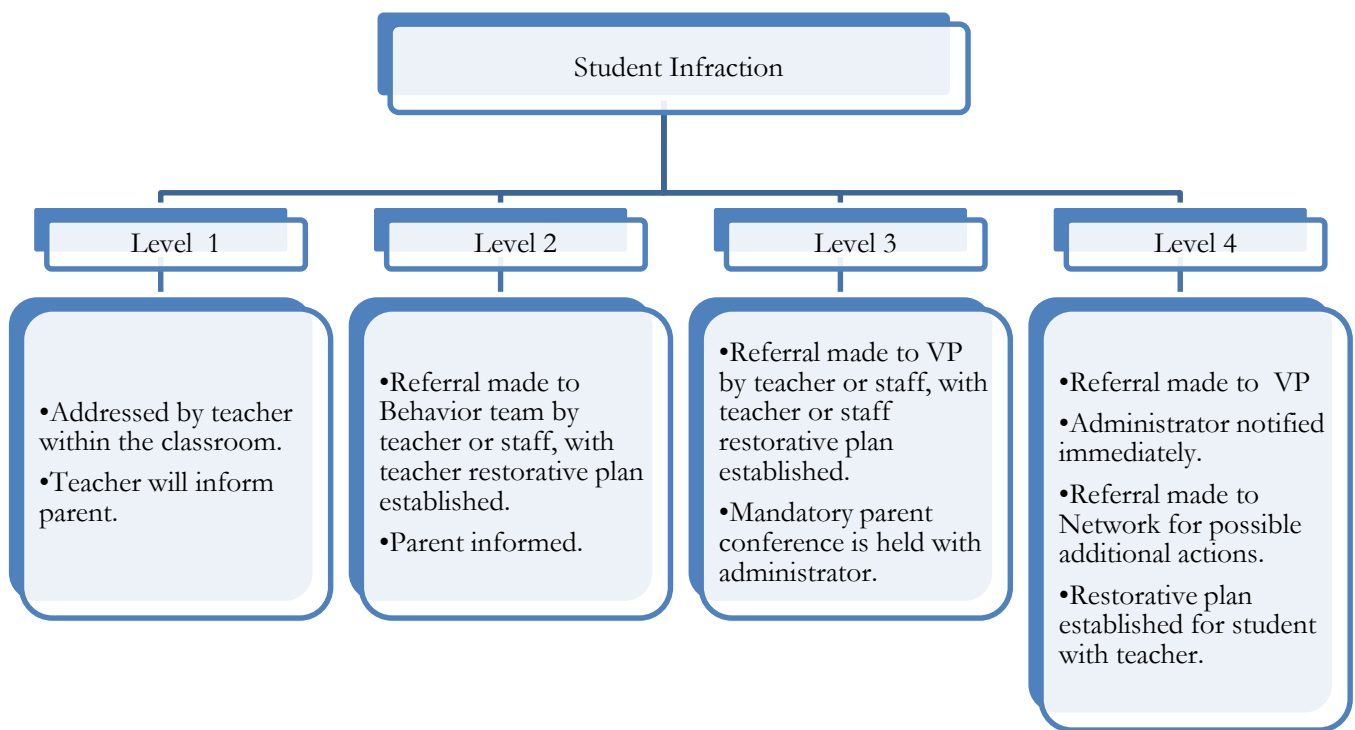 Student Infraction
Level  1
Level 2
Level 3
Level 4
•Addressed by teacher
within the classroom.
•Teacher will inform
parent.
•Referral made to
Behavior team by
teacher or staff, with
teacher restorative plan
established.
•Parent informed.
•Referral made to VP
by teacher or staff, with
teacher or staff
restorative plan
established.
•Mandatory parent
conference is held with
administrator.
•Referral made to  VP
•Administrator notified
immediately.
•Referral made to
Network for possible
additional actions.
•Restorative plan
established for student
with teacher.